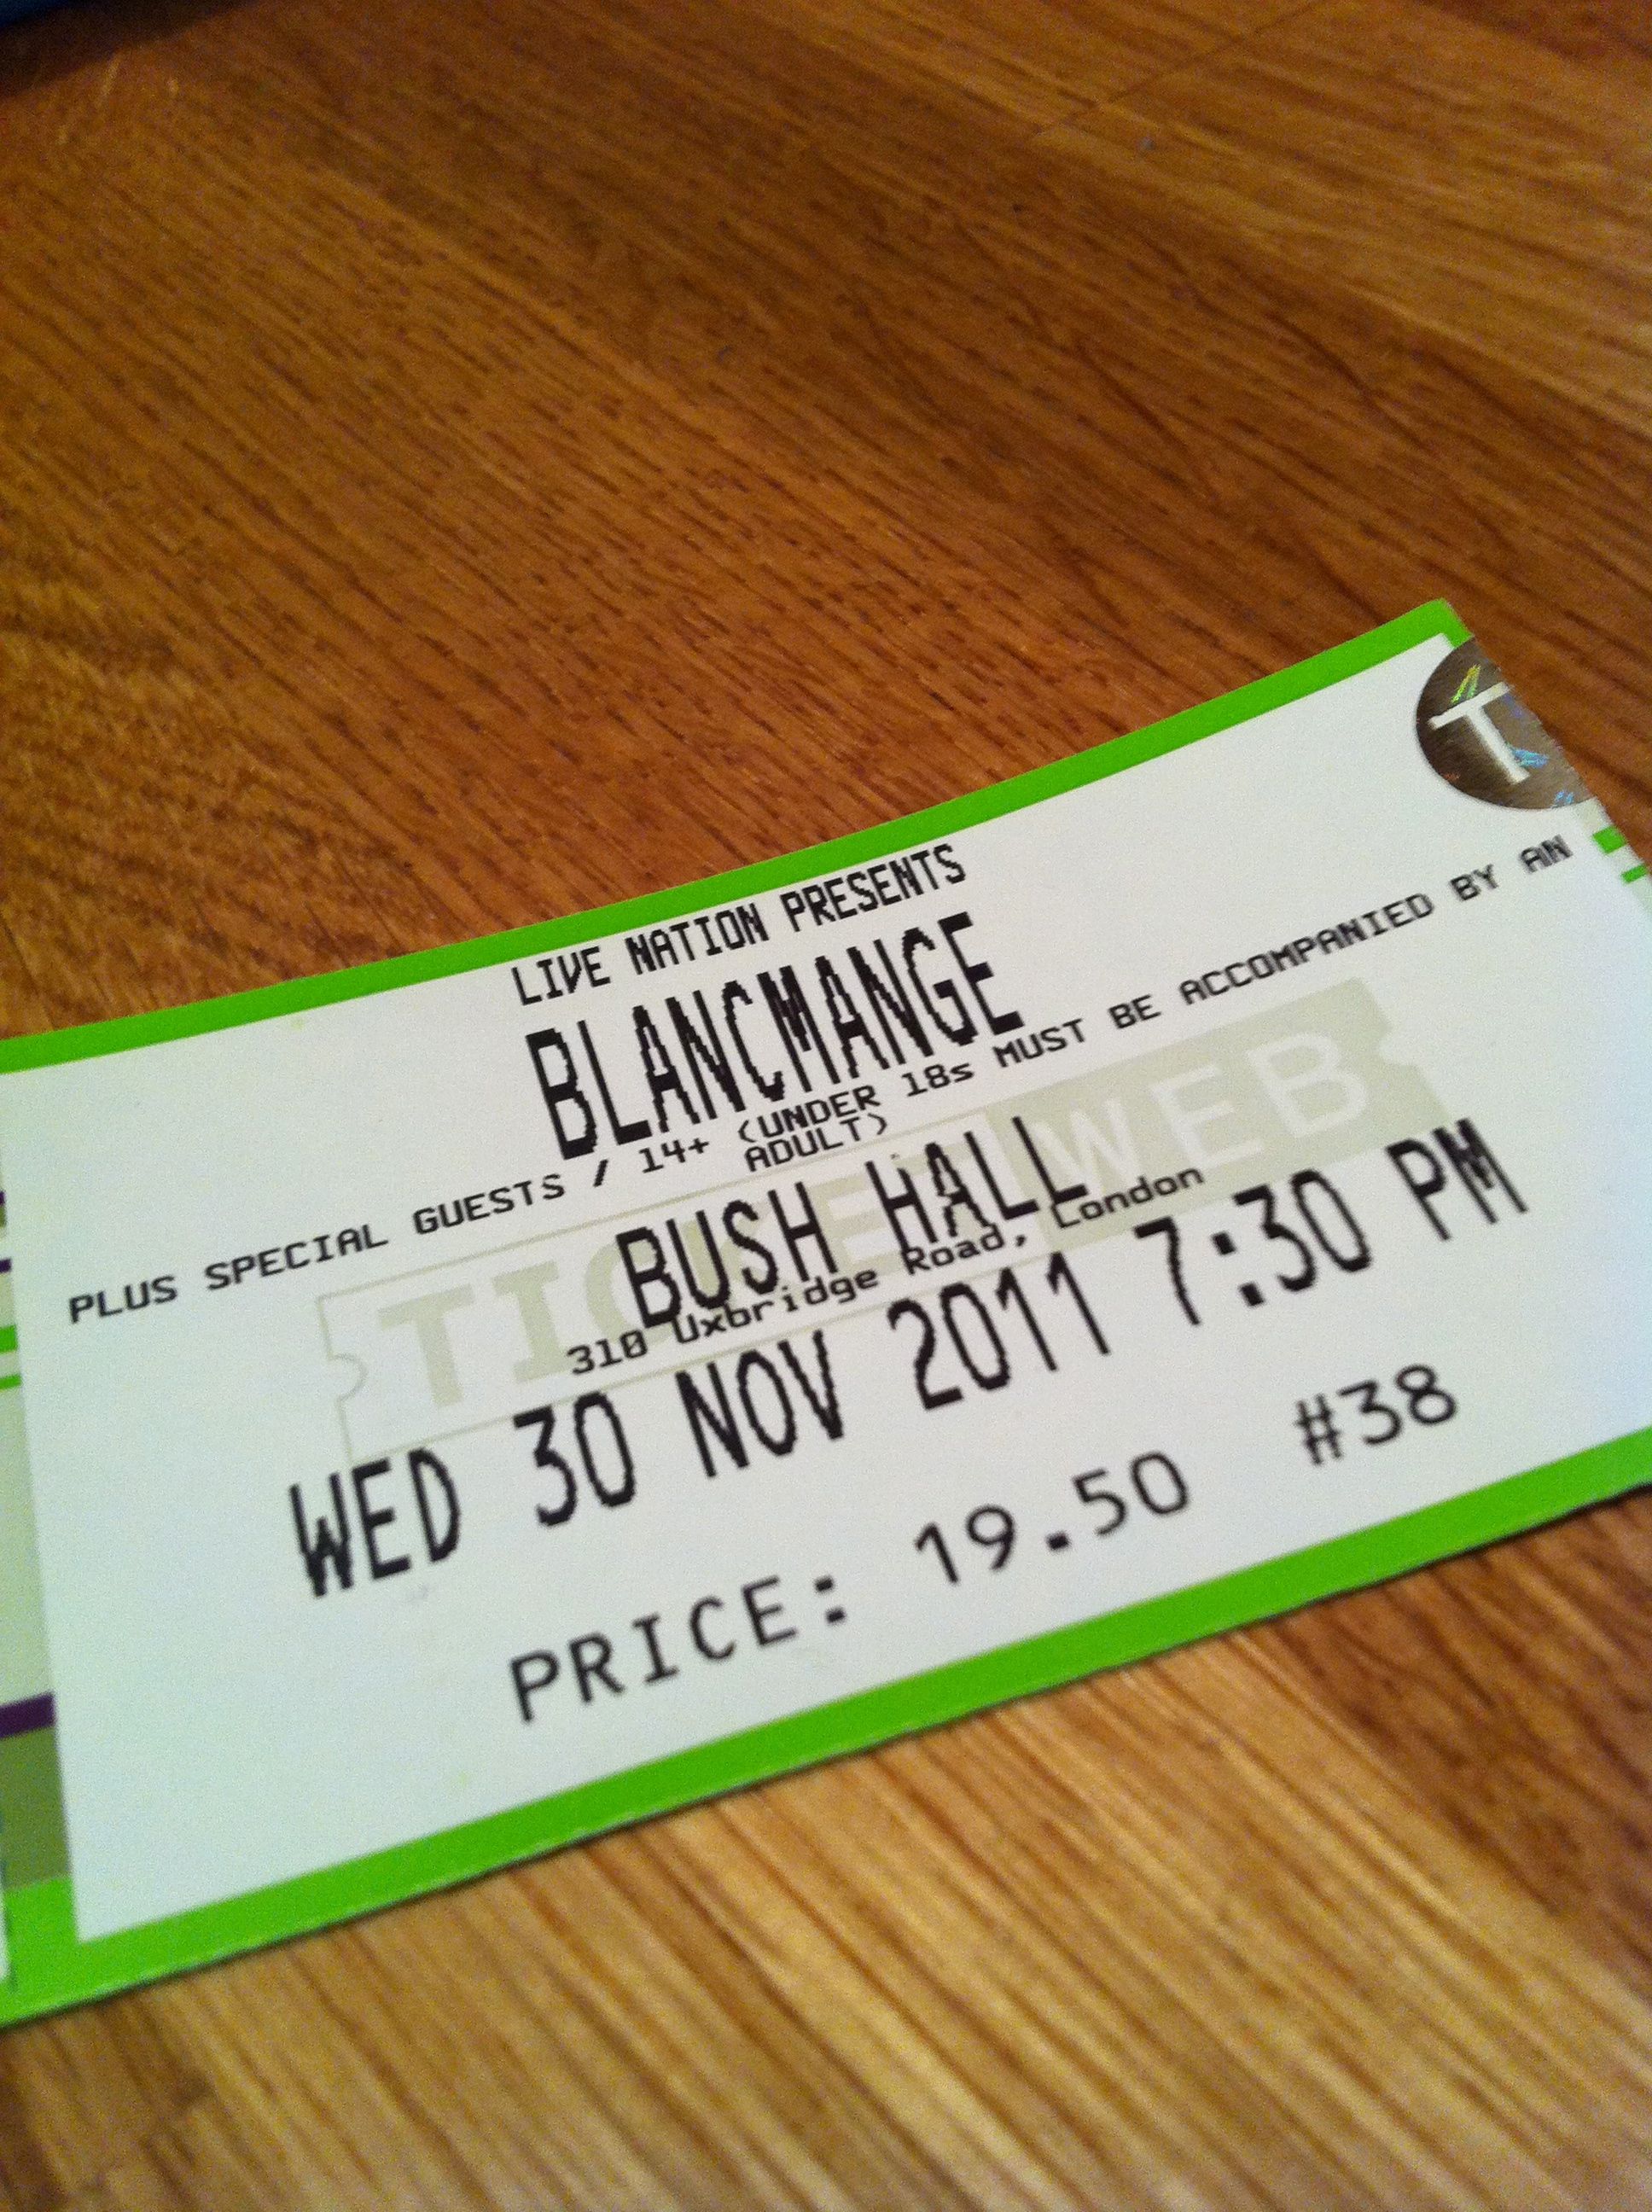 T
LIVE NATION PRESENTS
BLANCMANGE
PLUS SPECIAL GUESTS / 14+ (UNDER 18s MUST BE ACCOMPANIED BY AN
ADULT)
TICKETWEB
BUSH HALL
310 Uxbridge Road, London
WED 30 NOV 2011 7:30 PM
PRICE: 19.50 #38